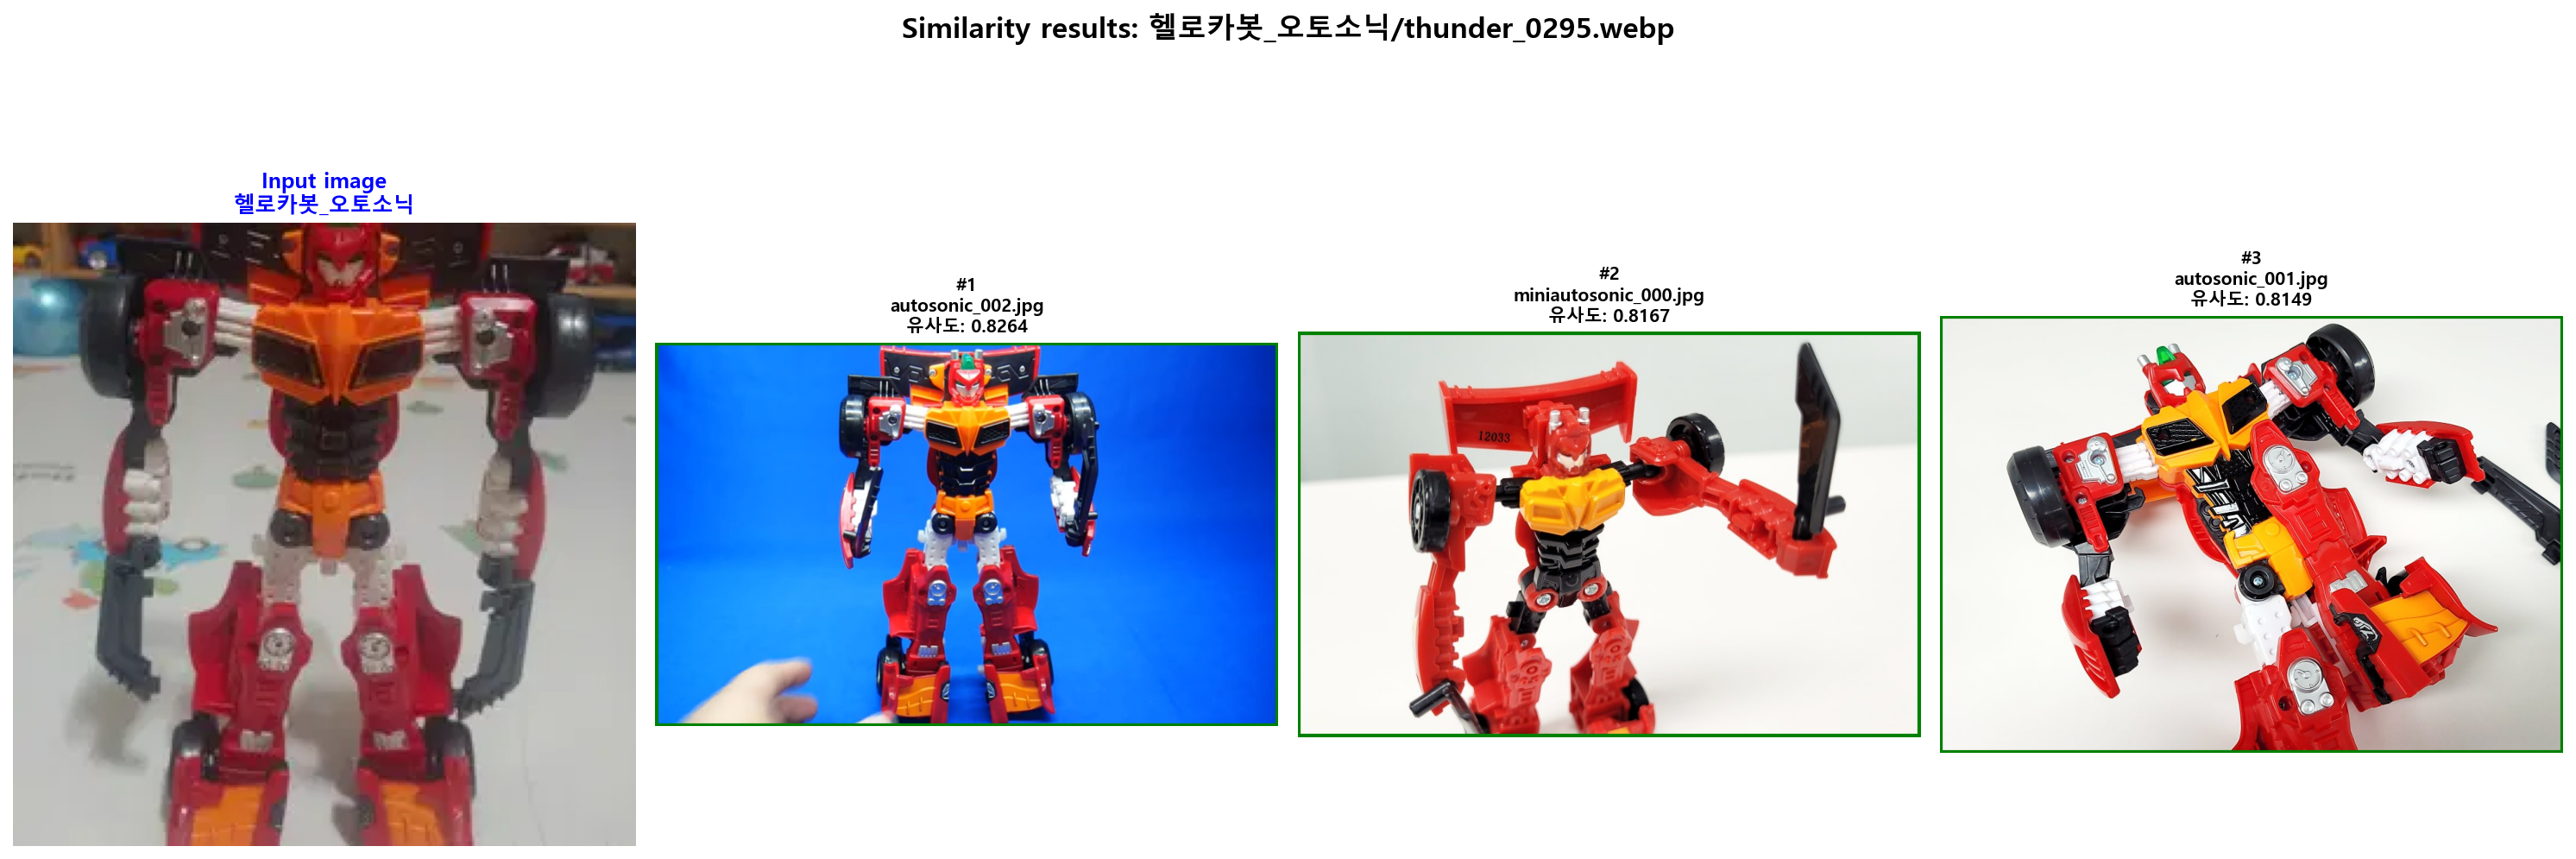 Similarity results: 헬로카봇_오토소닉/thunder_0295.webp
Input image
헬로카봇_오토소닉
#1
autosonic_002.jpg
유사도: 0.8264
#2
miniautosonic_000.jpg
유사도: 0.8167
#3
autosonic_001.jpg
유사도: 0.8149
12033